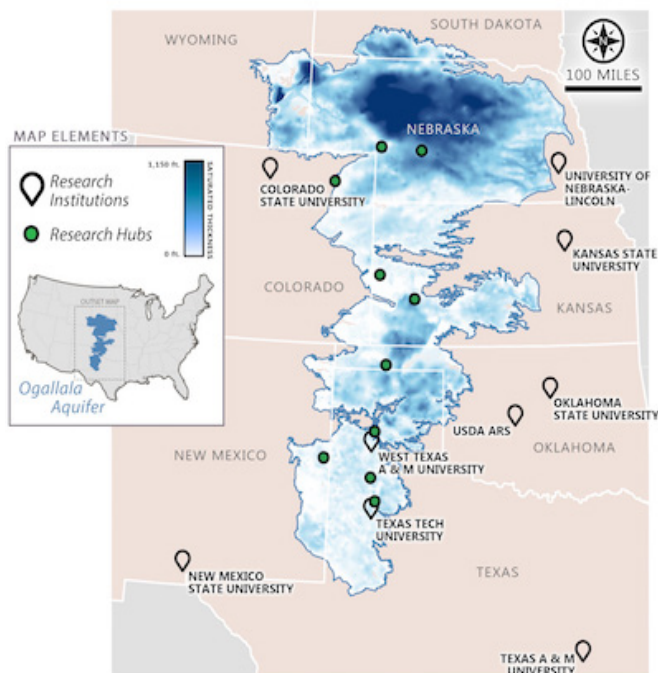 SOUTH DAKOTA
WYOMING
100 MILES
NEBRASKA
MAP ELEMENTS
1,150 ft.
SATURATED THICKNESS
0 ft.
Research
Institutions
Research Hubs
COLORADO
STATE UNIVERSITY
UNIVERSITY OF
NEBRASKA-
LINCOLN
KANSAS STATE
UNIVERSITY
OUTSET MAP
Ogallala
Aquifer
COLORADO
KANSAS
OKLAHOMA
STATE UNIVERSITY
USDA ARS
OKLAHOMA
NEW MEXICO
WEST TEXAS
A & M UNIVERSITY
TEXAS TECH
UNIVERSITY
NEW MEXICO
STATE UNIVERSITY
TEXAS
TEXAS A & M
UNIVERSITY